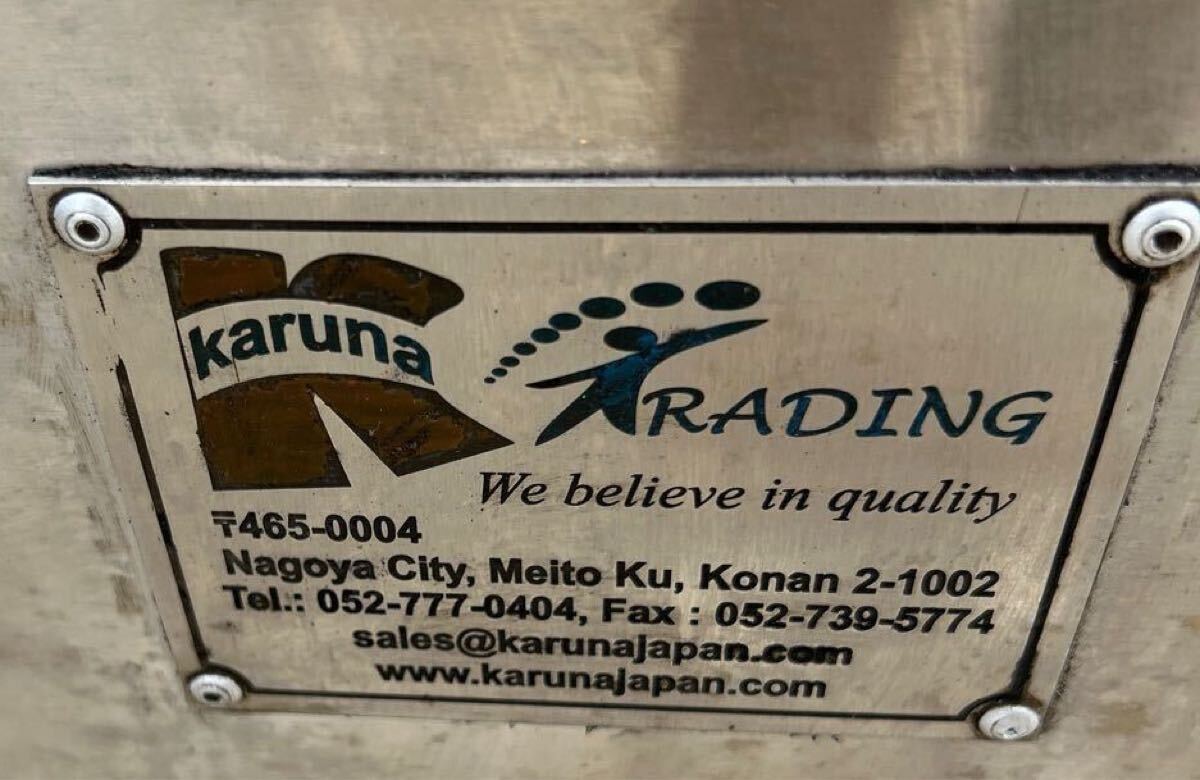 karuna
TRADING
We believe in quality
〒465-0004
Nagoya City, Meito Ku, Konan 2-1002
Tel.: 052-777-0404, Fax : 052-739-5774
sales@karunajapan.com
www.karunajapan.com